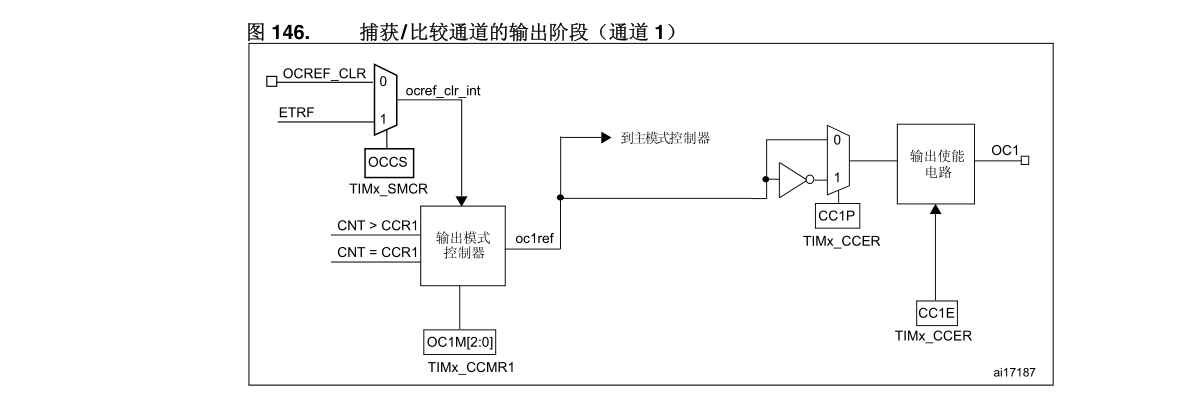 图 146. 捕获/比较通道的输出阶段（通道 1）
OCREF_CLR
0
ocref_clr_int
ETRF
1
OCCS
TIMx_SMCR
到主模式控制器
0
1
输出使能
电路
OC1
CNT > CCR1
CNT = CCR1
输出模式
控制器
oc1ref
CC1P
TIMx_CCER
CC1E
TIMx_CCER
OC1M[2:0]
TIMx_CCMR1
ai17187